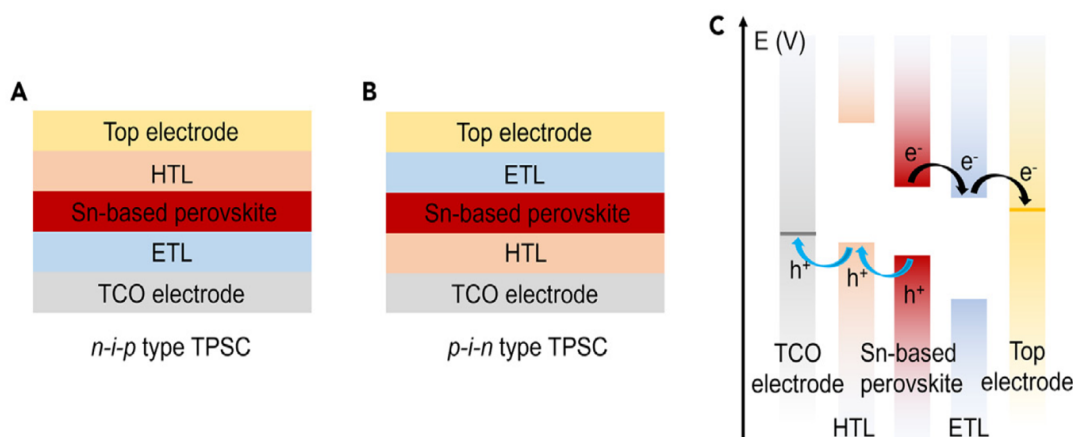 A
Top electrode
HTL
Sn-based perovskite
ETL
TCO electrode
n-i-p type TPSC
B
Top electrode
ETL
Sn-based perovskite
HTL
TCO electrode
p-i-n type TPSC
C
E (V)
e-
e-
e-
h+
h+
h+
TCO
electrode
HTL
Sn-based
perovskite
ETL
Top
electrode